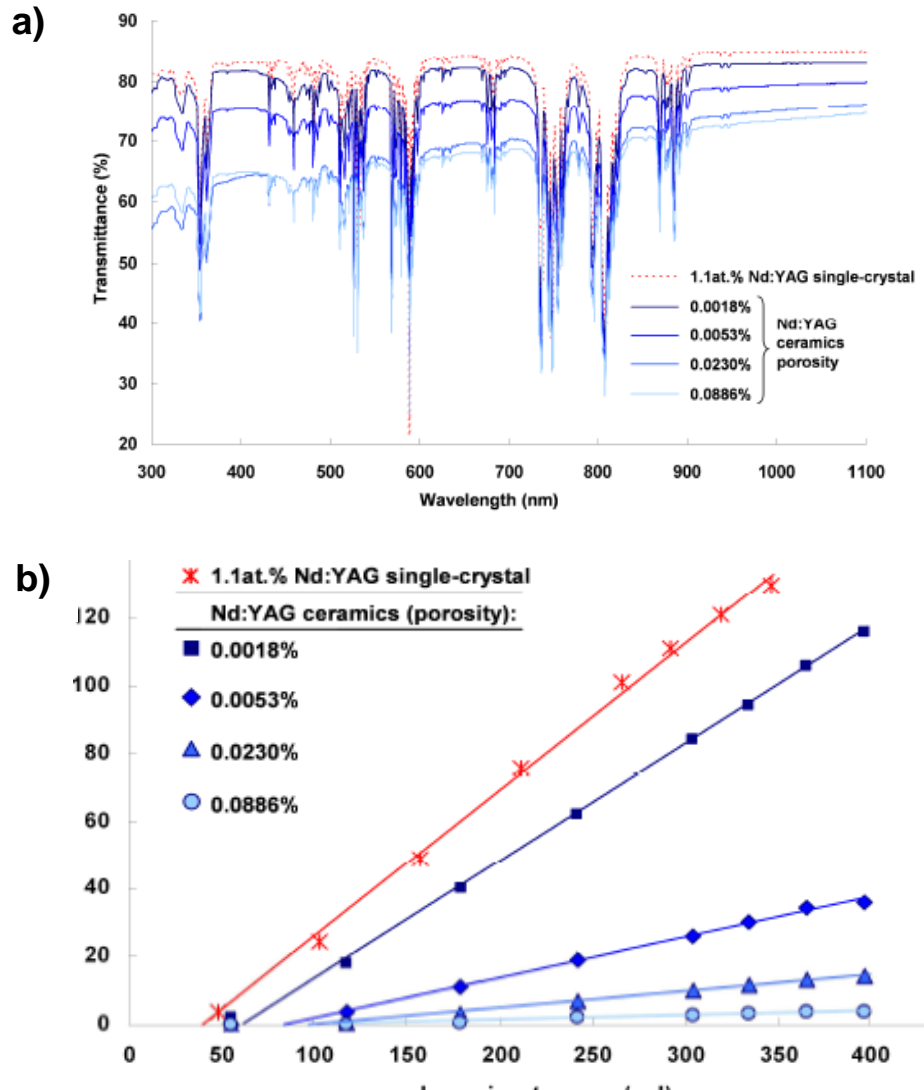 a)
90
80
70
60
50
40
30
20
Transmittance (%)
1.1at.% Nd:YAG single-crystal
0.0018%
0.0053%
0.0230%
0.0886%
Nd:YAG
ceramics
porosity
300 400 500 600 700 800 900 1000 1100
Wavelength (nm)
b)
1.1at.% Nd:YAG single-crystal
Nd:YAG ceramics (porosity):
0.0018%
0.0053%
0.0230%
0.0886%
120
100
80
60
40
20
0
0 50 100 150 200 250 300 350 400